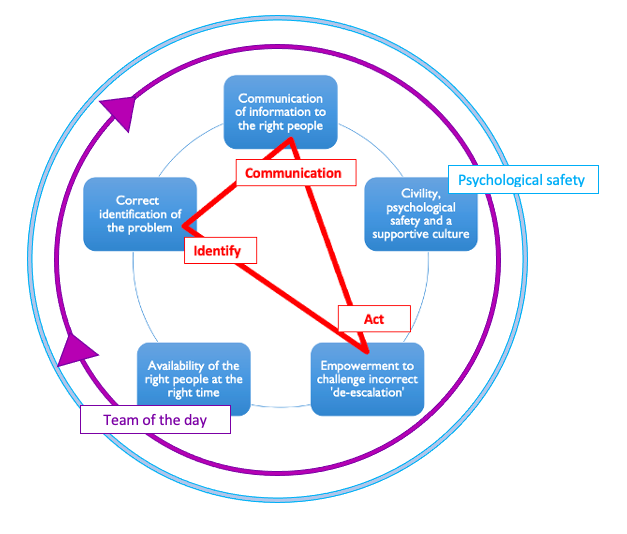 Communication
of information to
the right people
Communication
Psychological safety
Correct
identification of
the problem
Civility,
psychological
safety and a
supportive culture
Identify
Act
Availability of the
right people at the
right time
Empowerment to
challenge incorrect
'de-escalation'
Team of the day